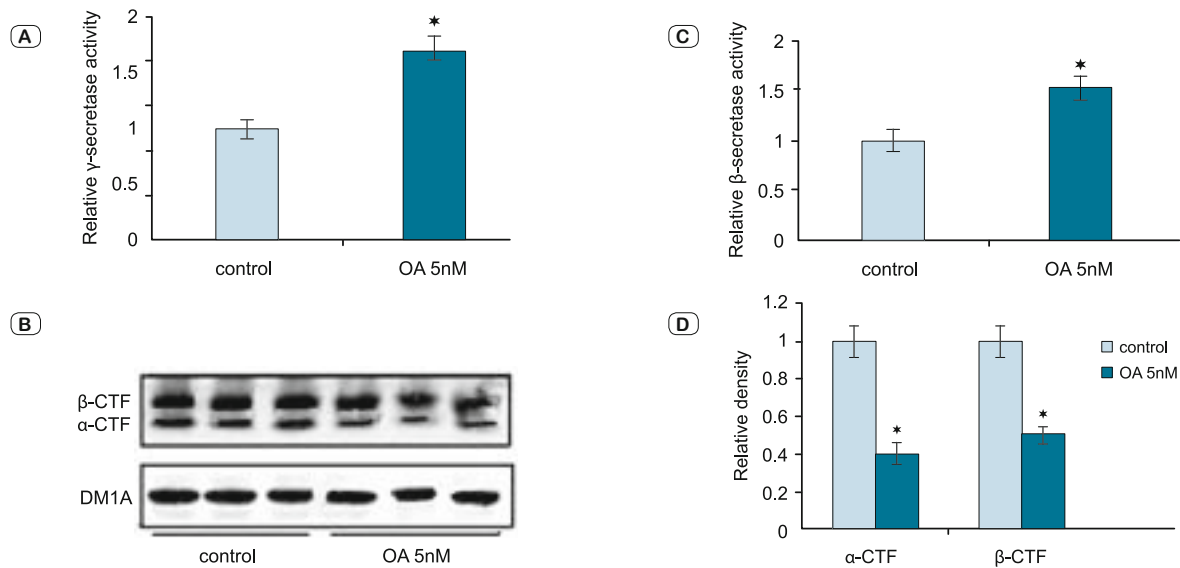 A
Relative γ-secretase activity
2
1.5
1
0.5
0
control
OA 5nM
✶
C
Relative β-secretase activity
2
1.5
1
0.5
0
control
OA 5nM
✶
B
β-CTF
α-CTF
DM1A
control
OA 5nM
D
Relative density
1.2
1
0.8
0.6
0.4
0.2
0
✶
✶
control
OA 5nM
α-CTF
β-CTF